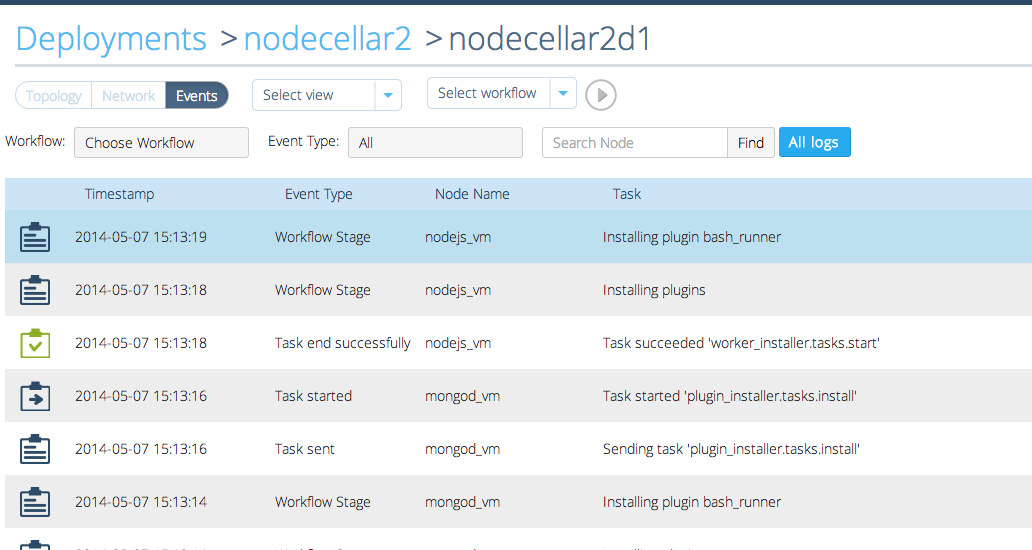 Deployments > nodecellar2 > nodecellar2d1
Topology Network Events Select view Select workflow
Workflow: Choose Workflow Event Type: All Search Node Find All logs
Timestamp Event Type Node Name Task
2014-05-07 15:13:19 Workflow Stage nodejs_vm Installing plugin bash_runner
2014-05-07 15:13:18 Workflow Stage nodejs_vm Installing plugins
2014-05-07 15:13:18 Task end successfully nodejs_vm Task succeeded 'worker_installer.tasks.start'
2014-05-07 15:13:16 Task started mongod_vm Task started 'plugin_installer.tasks.install'
2014-05-07 15:13:16 Task sent mongod_vm Sending task 'plugin_installer.tasks.install'
2014-05-07 15:13:14 Workflow Stage mongod_vm Installing plugin bash_runner